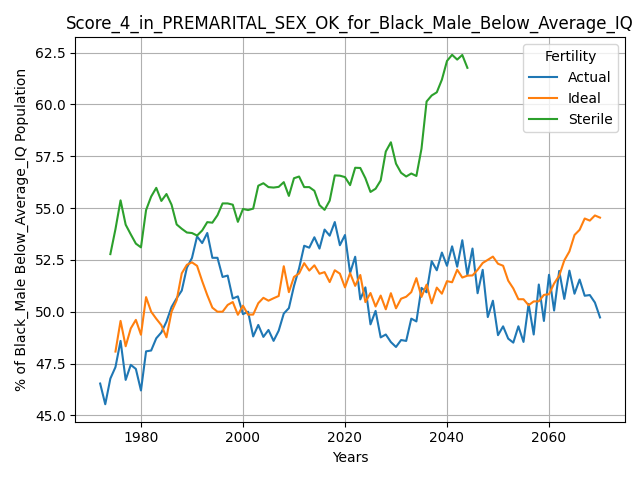 Score_4_in_PREMARITAL_SEX_OK_for_Black_Male_Below_Average_IQ
% of Black_Male Below_Average_IQ Population
62.5
60.0
57.5
55.0
52.5
50.0
47.5
45.0
Fertility
Actual
Ideal
Sterile
1980
2000
2020
2040
2060
Years